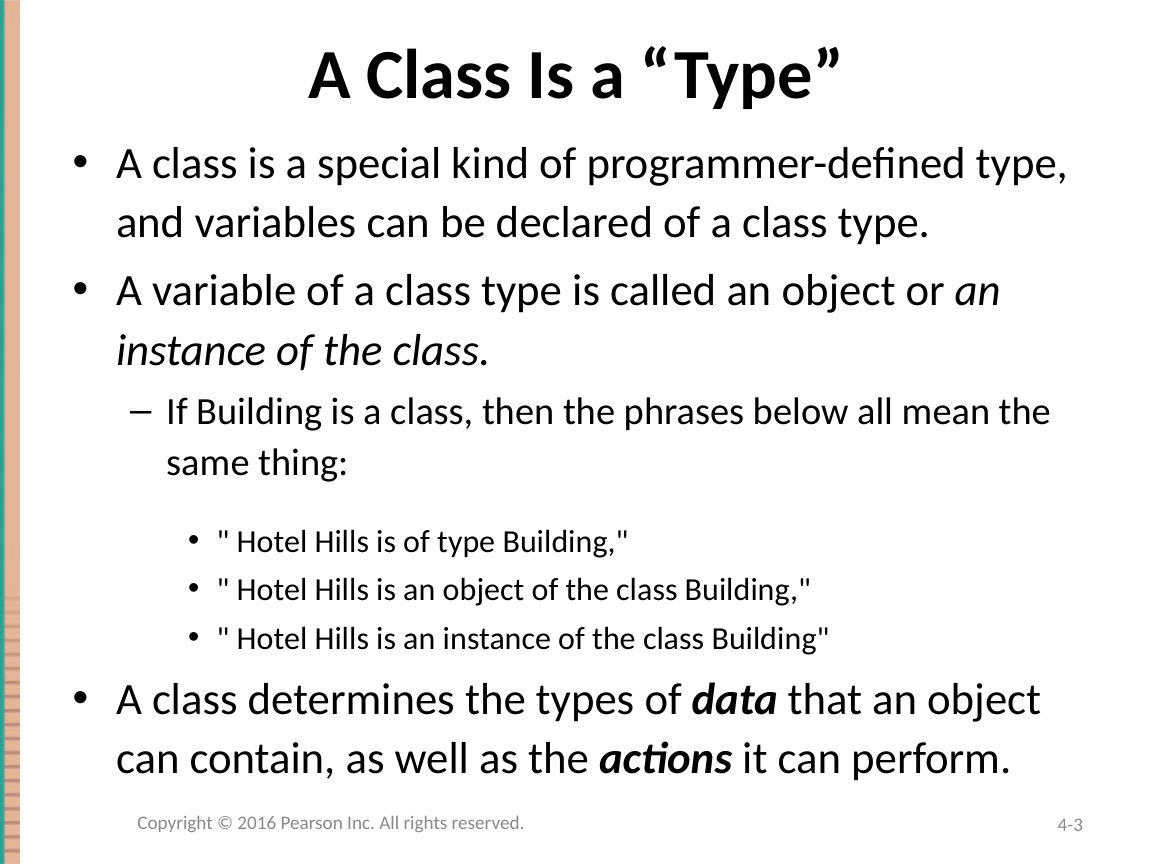 A Class Is a “Type”
• A class is a special kind of programmer-defined type,
and variables can be declared of a class type.
• A variable of a class type is called an object or an
instance of the class.
– If Building is a class, then the phrases below all mean the
same thing:
• " Hotel Hills is of type Building,"
• " Hotel Hills is an object of the class Building,"
• " Hotel Hills is an instance of the class Building"
• A class determines the types of data that an object
can contain, as well as the actions it can perform.
Copyright © 2016 Pearson Inc. All rights reserved.
4-3